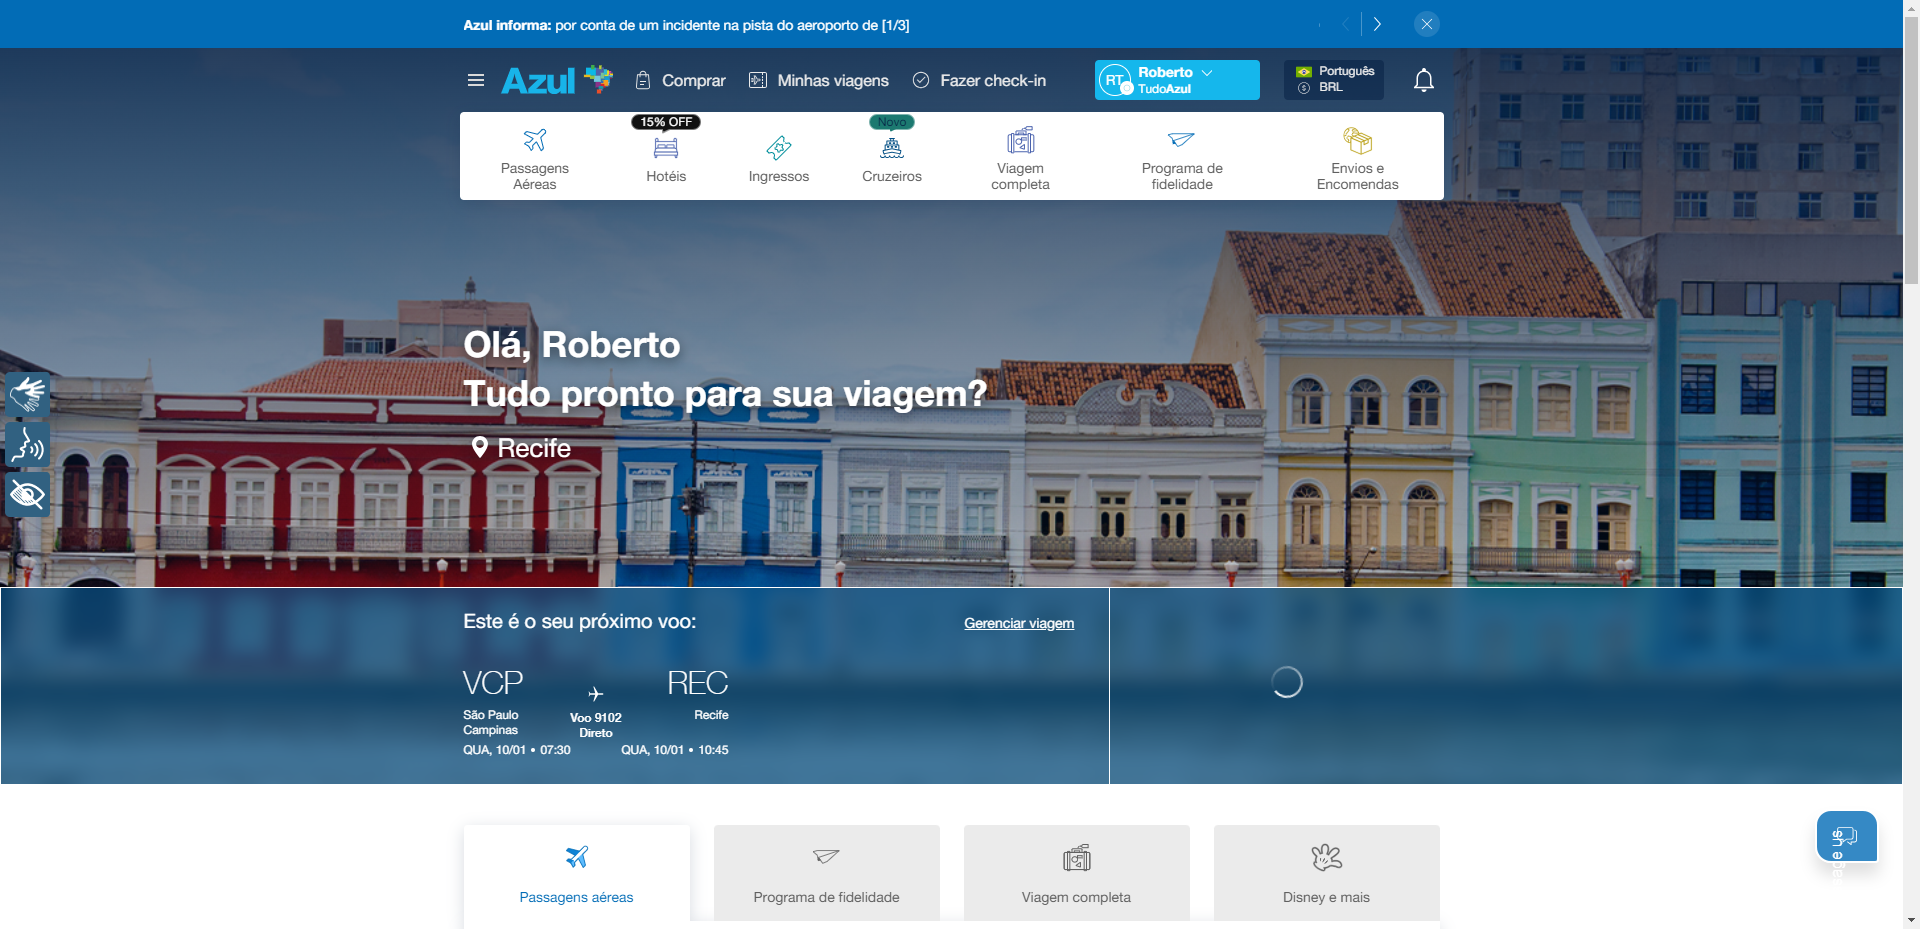 Azul informa: por conta de um incidente na pista do aeroporto de [1/3]
Azul
Comprar
Minhas viagens
Fazer check-in
RT
Roberto
TudoAzul
Português
BRL
15% OFF
Novo
Passagens
Aéreas
Hotéis
Ingressos
Cruzeiros
Viagem
completa
Programa de
fidelidade
Envios e
Encomendas
Olá, Roberto
Tudo pronto para sua viagem?
Recife
Este é o seu próximo voo:
Gerenciar viagem
VCP
REC
São Paulo
Campinas
Voo 9102
Direto
Recife
QUA, 10/01 • 07:30
QUA, 10/01 • 10:45
Passagens aéreas
Programa de fidelidade
Viagem completa
Disney e mais